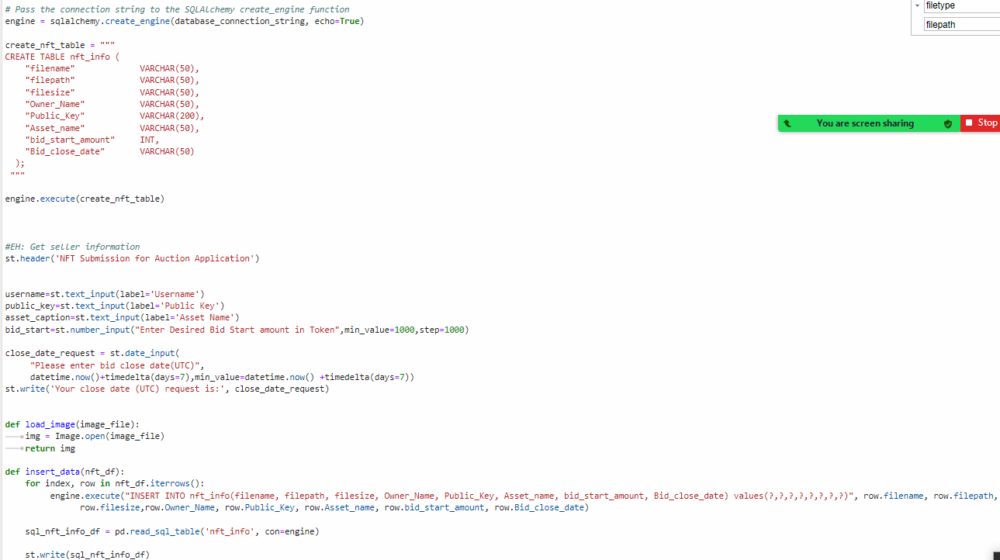 # Pass the connection string to the SQLAlchemy create_engine function
engine = sqlalchemy.create_engine(database_connection_string, echo=True)
create_nft_table = """
CREATE TABLE nft_info (
"filename" VARCHAR(50),
"filepath" VARCHAR(50),
"filesize" VARCHAR(50),
"Owner_Name" VARCHAR(50),
"Public_Key" VARCHAR(200),
"Asset_name" VARCHAR(50),
"bid_start_amount" INT,
"Bid_close_date" VARCHAR(50)
);
"""
engine.execute(create_nft_table)
#EH: Get seller information
st.header('NFT Submission for Auction Application')
username=st.text_input(label='Username')
public_key=st.text_input(label='Public Key')
asset_caption=st.text_input(label='Asset Name')
bid_start=st.number_input("Enter Desired Bid Start amount in Token",min_value=1000,step=1000)
close_date_request = st.date_input(
"Please enter bid close date(UTC)",
datetime.now()+timedelta(days=7),min_value=datetime.now() +timedelta(days=7))
st.write('Your close date (UTC) request is:', close_date_request)
def load_image(image_file):
img = Image.open(image_file)
return img
def insert_data(nft_df):
for index, row in nft_df.iterrows():
engine.execute("INSERT INTO nft_info(filename, filepath, filesize, Owner_Name, Public_Key, Asset_name, bid_start_amount, Bid_close_date) values(?,?,?,?,?,?,?,?)", row.filename, row.filepath,
row.filesize,row.Owner_Name, row.Public_Key, row.Asset_name, row.bid_start_amount, row.Bid_close_date)
sql_nft_info_df = pd.read_sql_table('nft_info', con=engine)
st.write(sql_nft_info_df)
filetype
filepath
You are screen sharing
Stop